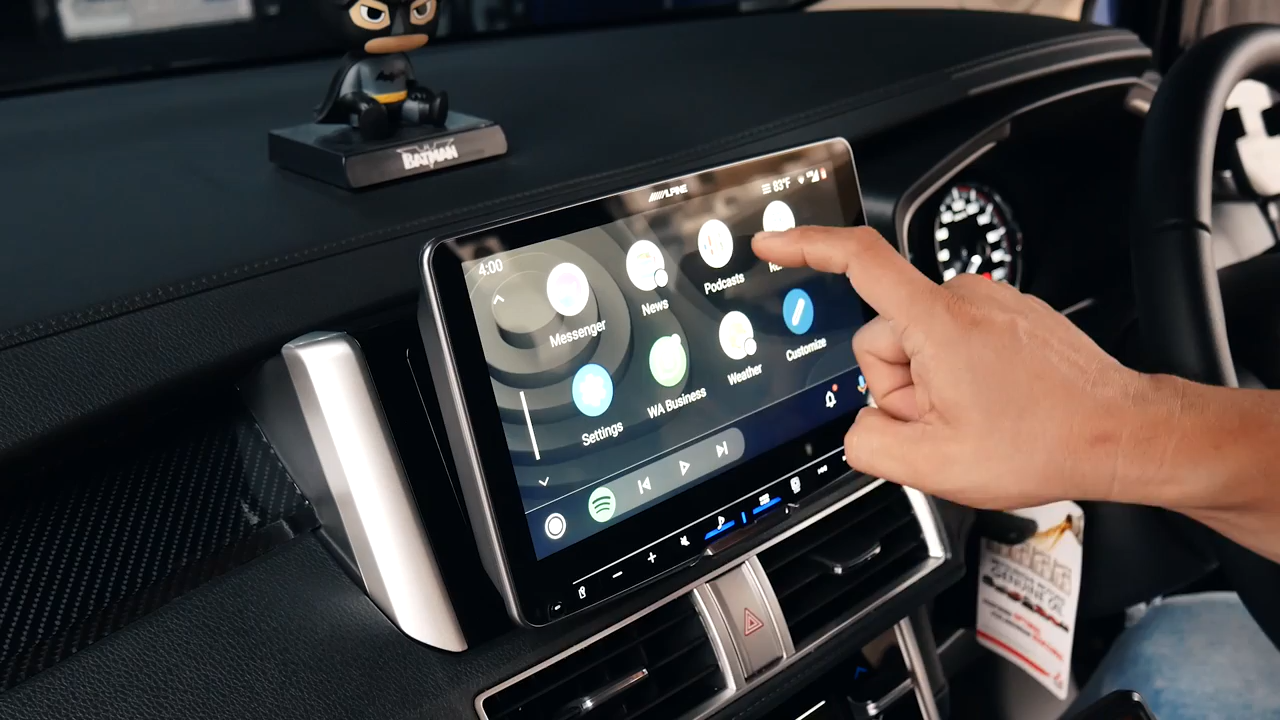 BATMAN
ALPINE
4:00
83°F
Messenger
News
Podcasts
Settings
WA Business
Weather
Customize